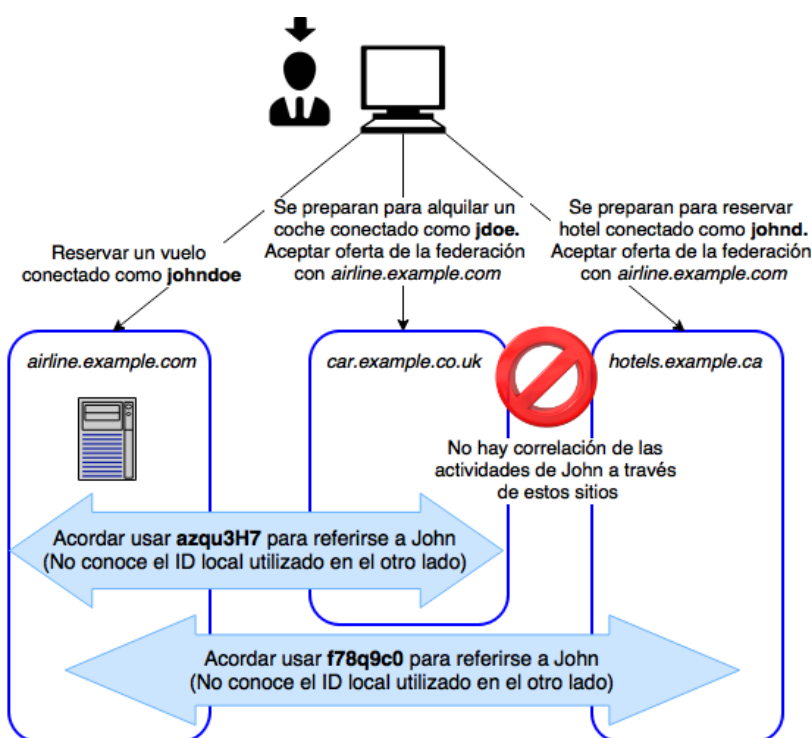 Reservar un vuelo
conectado como johndoe
Se preparan para alquilar un
coche conectado como jdoe.
Aceptar oferta de la federación
con airline.example.com
Se preparan para reservar
hotel conectado como johnd.
Aceptar oferta de la federación
con airline.example.com
airline.example.com
car.example.co.uk
hotels.example.ca
No hay correlación de las
actividades de John a través
de estos sitios
Acordar usar azqu3H7 para referirse a John
(No conoce el ID local utilizado en el otro lado)
Acordar usar f78q9c0 para referirse a John
(No conoce el ID local utilizado en el otro lado)